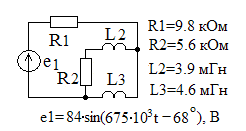 R1=9.8 кОм
R1
L2
R2=5.6 кОм
e1
R2
L2=3.9 мГн
L3
L3=4.6 мГн
e1=84·sin(675·10³t−68°), В